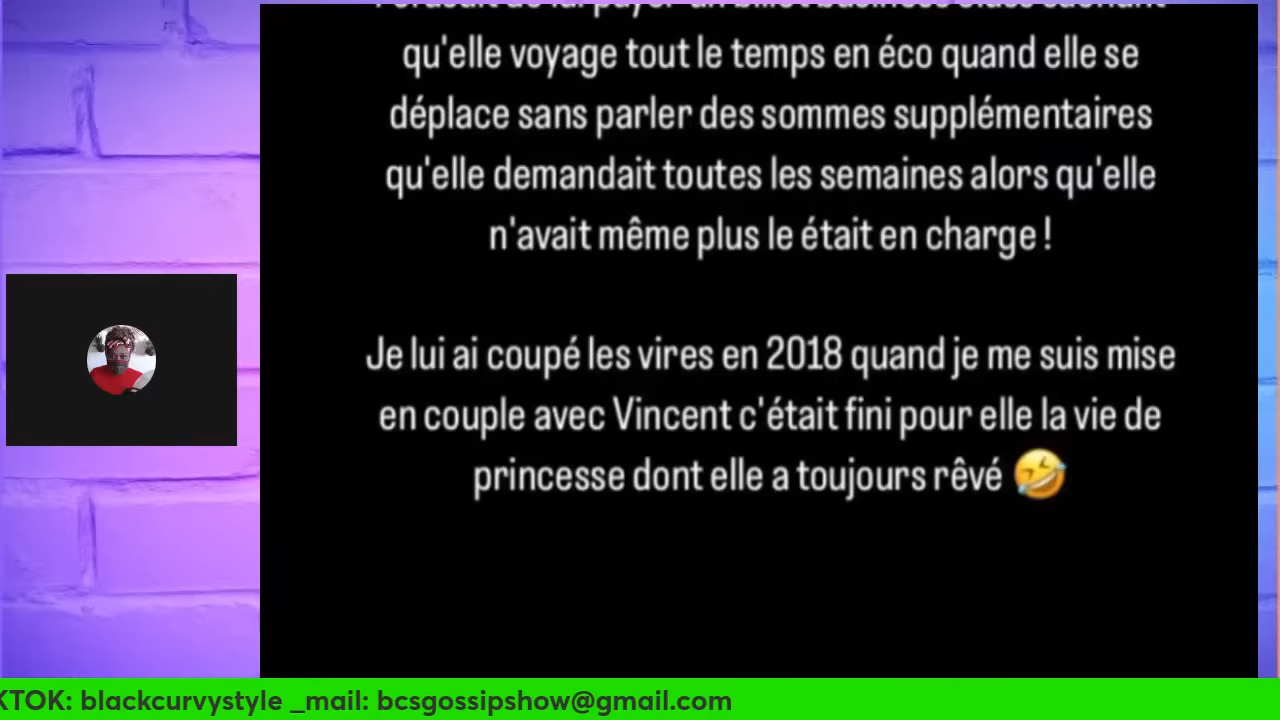 qu'elle voyage tout le temps en éco quand elle se
déplace sans parler des sommes supplémentaires
qu'elle demandait toutes les semaines alors qu'elle
n'avait même plus le était en charge !
Je lui ai coupé les vires en 2018 quand je me suis mise
en couple avec Vincent c'était fini pour elle la vie de
princesse dont elle a toujours rêvé 🤣
KTOK: blackcurvystyle _mail: bcsgossipshow@gmail.com